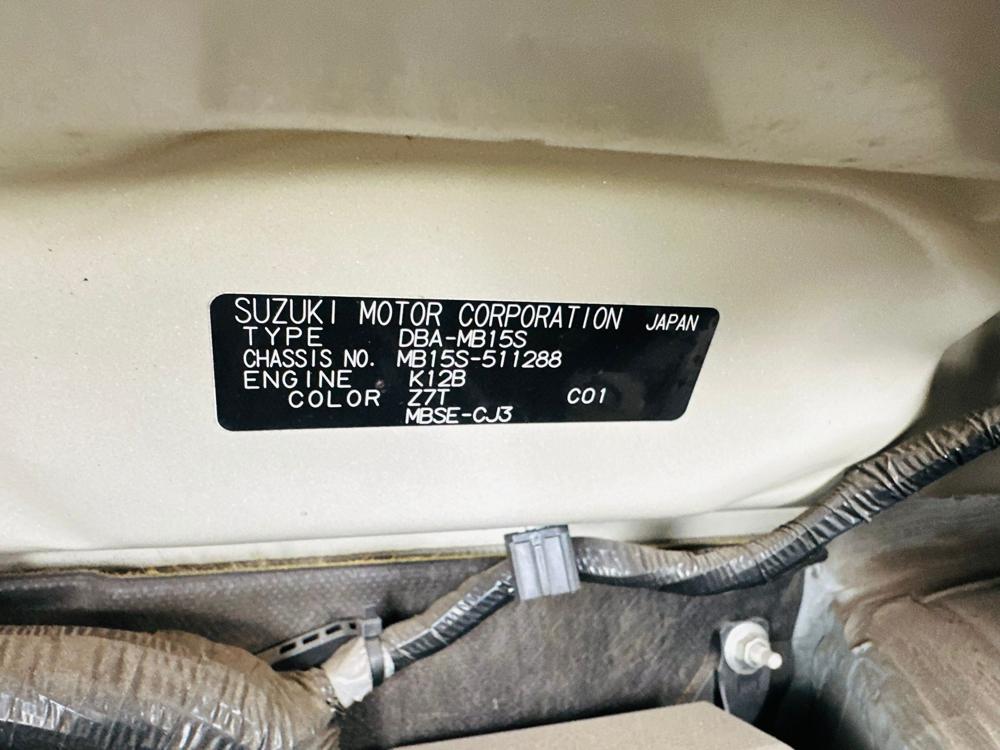 SUZUKI MOTOR CORPORATION JAPAN
TYPE DBA-MB15S
CHASSIS NO. MB15S-511288
ENGINE K12B
COLOR Z7T C01
MBSE-CJ3